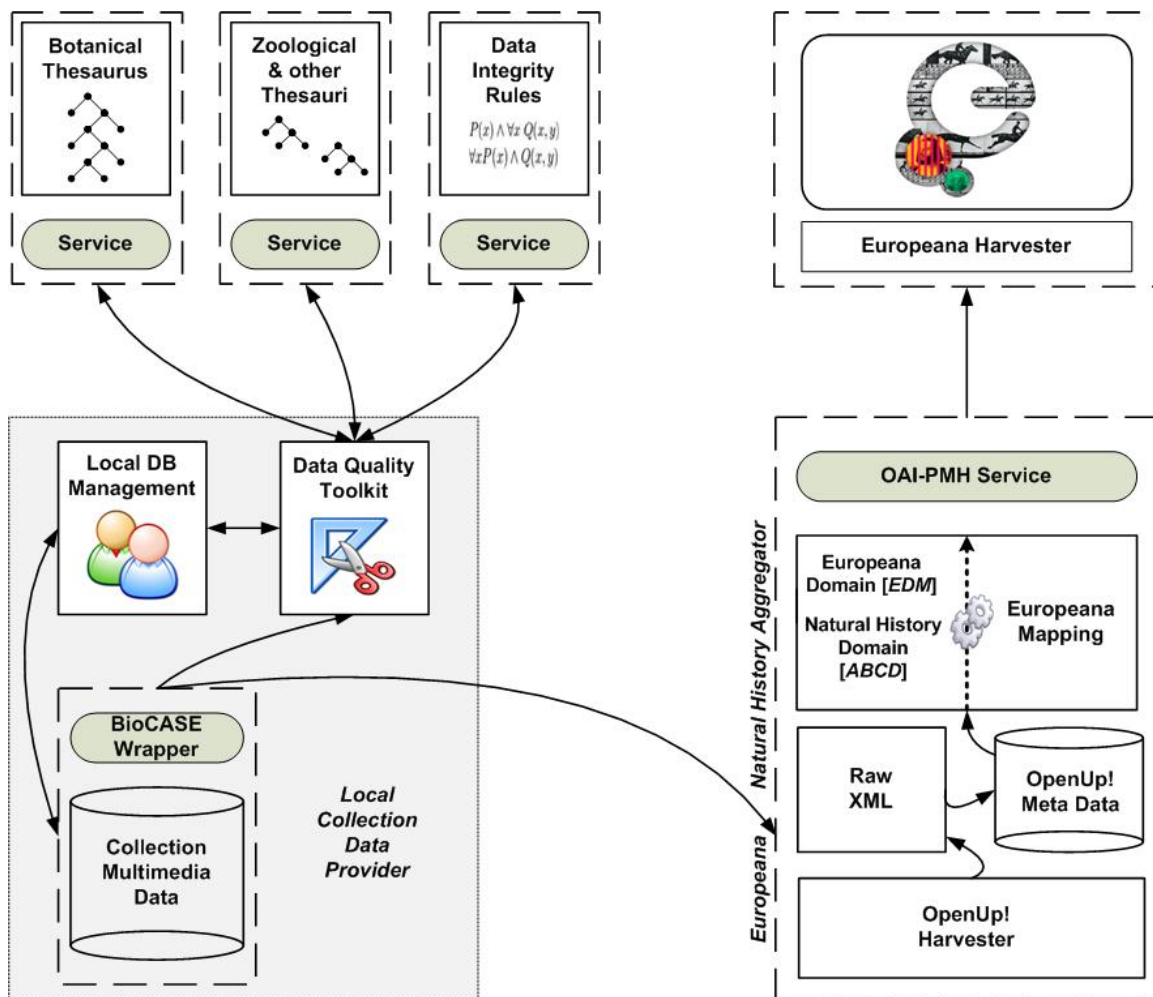 Botanical
Thesaurus
Service
Zoological
& other
Thesauri
Service
Data
Integrity
Rules
P(x) ∧ ∀x Q(x, y)
∀xP(x) ∧ Q(x, y)
Service
Europeana Harvester
Local DB
Management
Data Quality
Toolkit
BioCASE
Wrapper
Collection
Multimedia
Data
Local
Collection
Data
Provider
Europeana Natural History Aggregator
OAI-PMH Service
Europeana
Domain [EDM]
Natural History
Domain
[ABCD]
Europeana
Mapping
Raw
XML
OpenUp!
Meta Data
OpenUp!
Harvester